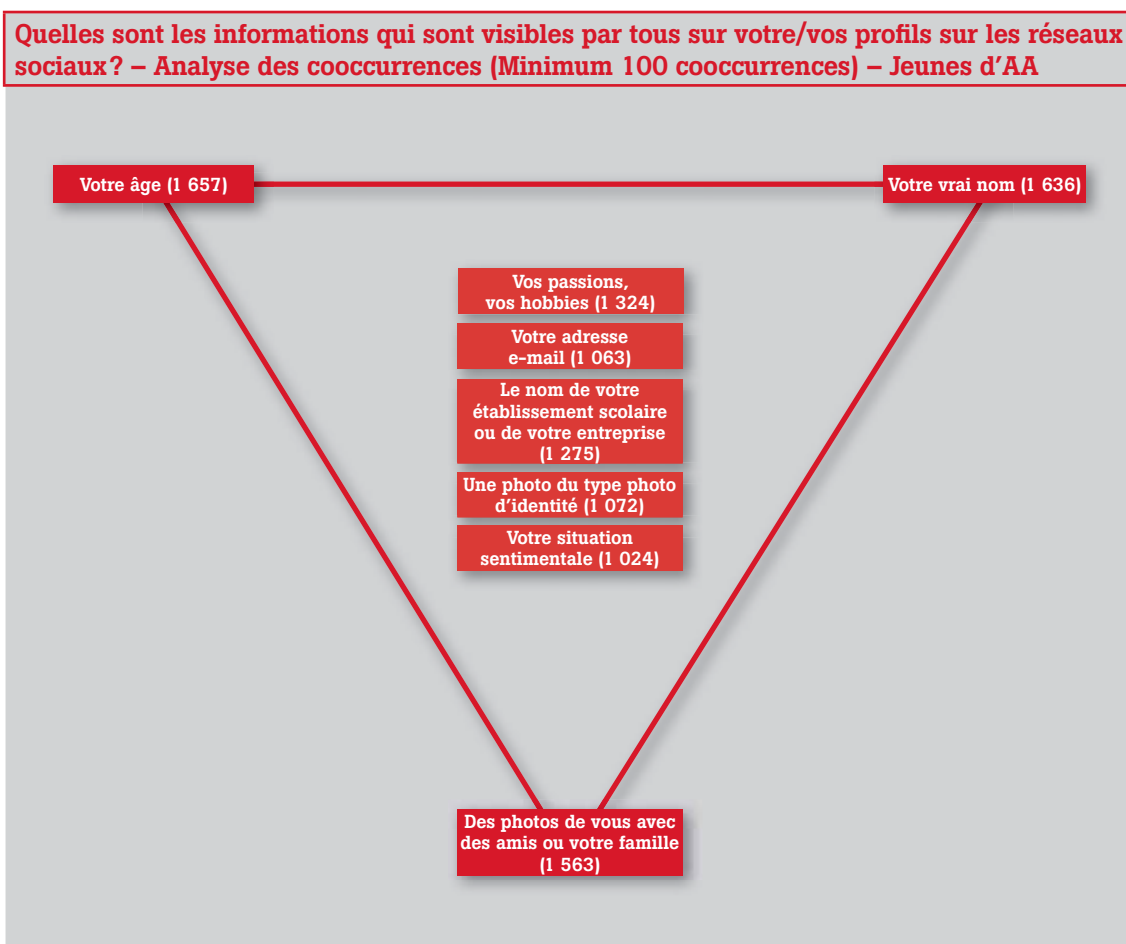 Quelles sont les informations qui sont visibles par tous sur votre/vos profils sur les réseaux
sociaux? – Analyse des cooccurrences (Minimum 100 cooccurrences) – Jeunes d’AA
Votre âge (1 657)
Votre vrai nom (1 636)
Vos passions,
vos hobbies (1 324)
Votre adresse
e-mail (1 063)
Le nom de votre
établissement scolaire
ou de votre entreprise
(1 275)
Une photo du type photo
d’identité (1 072)
Votre situation
sentimentale (1 024)
Des photos de vous avec
des amis ou votre famille
(1 563)